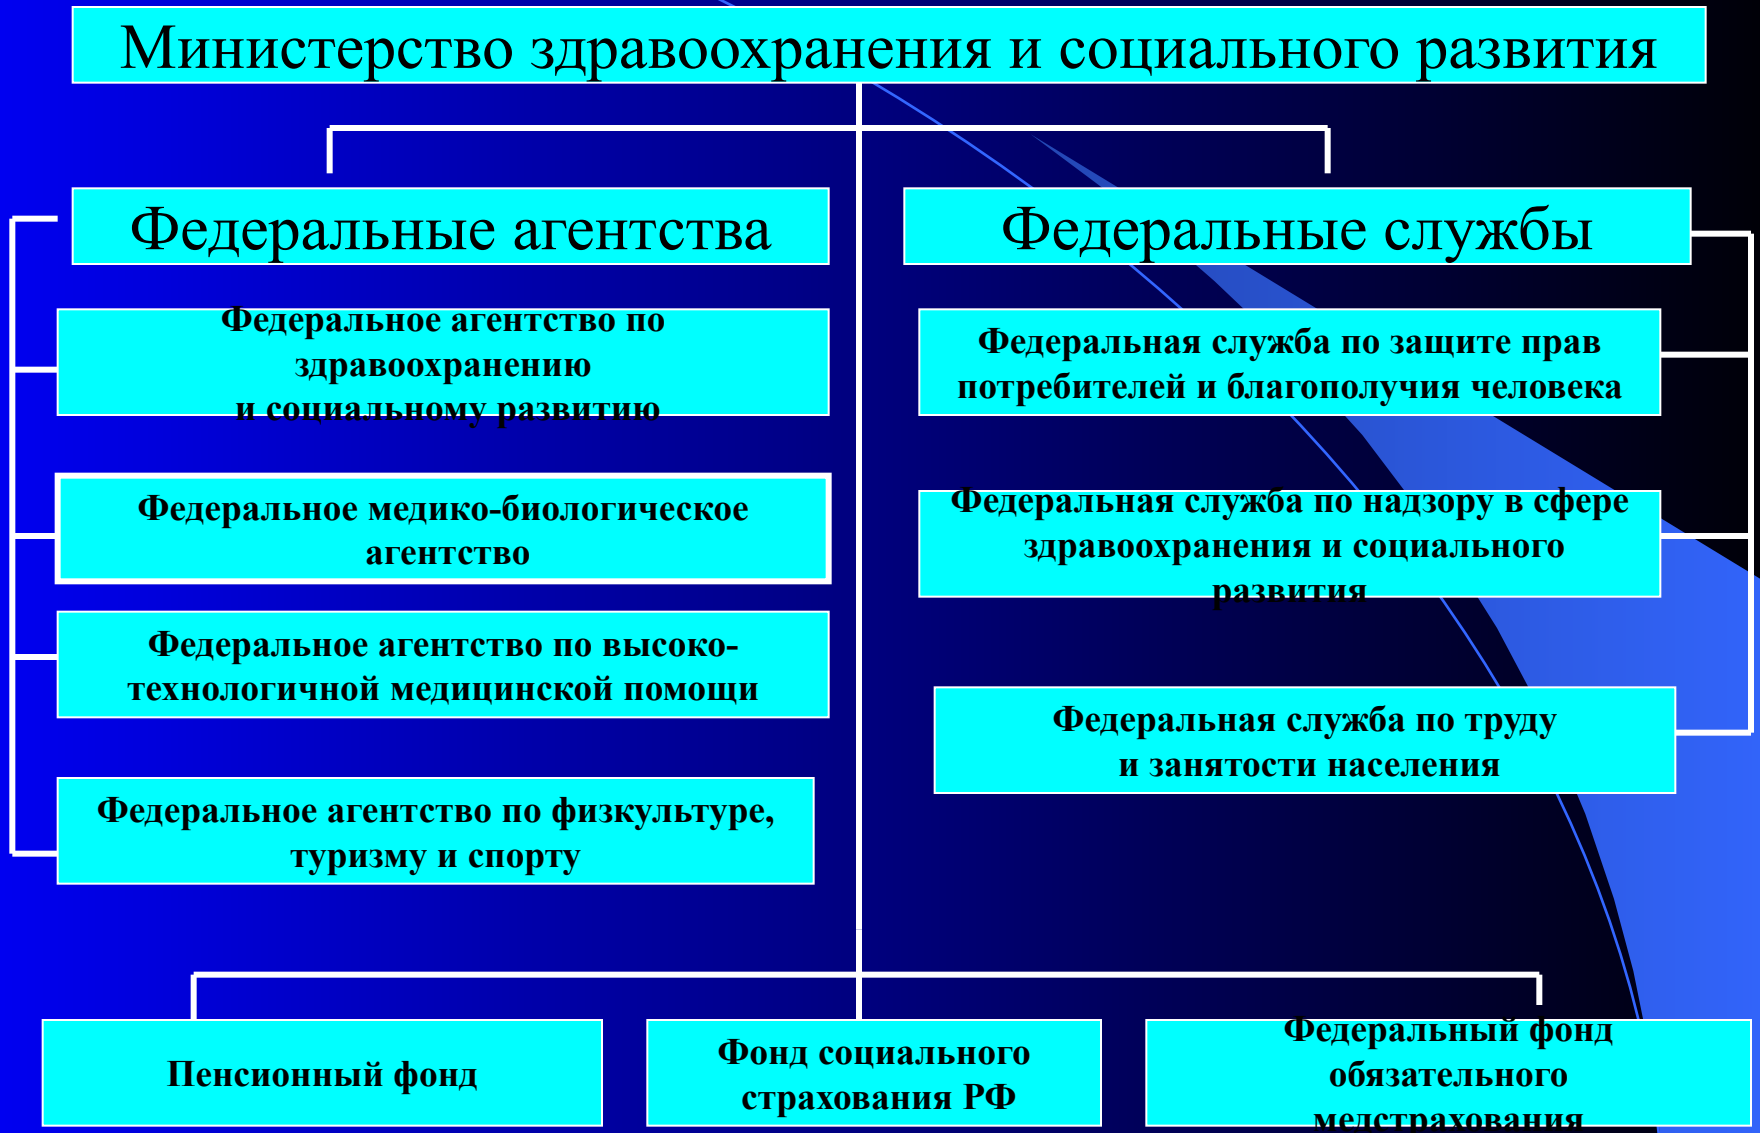 Министерство здравоохранения и социального развития
Федеральные агентства
Федеральные службы
Федеральное агентство по
здравоохранению
и социальному развитию
Федеральная служба по защите прав
потребителей и благополучия человека
Федеральное медико-биологическое
агентство
Федеральная служба по надзору в сфере
здравоохранения и социального
развития
Федеральное агентство по высоко-
технологичной медицинской помощи
Федеральная служба по труду
и занятости населения
Федеральное агентство по физкультуре,
туризму и спорту
Пенсионный фонд
Фонд социального
страхования РФ
Федеральный фонд
обязательного
медстрахования